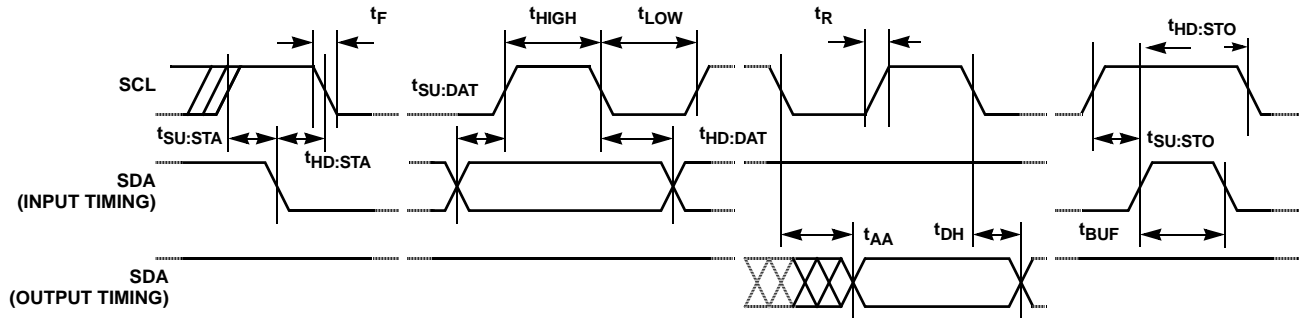 tF
tHIGH
tLOW
tR
tHD:STO
SCL
tSU:DAT
tSU:STA
tHD:STA
tHD:DAT
tSU:STO
SDA
(INPUT TIMING)
tAA
tDH
tBUF
SDA
(OUTPUT TIMING)